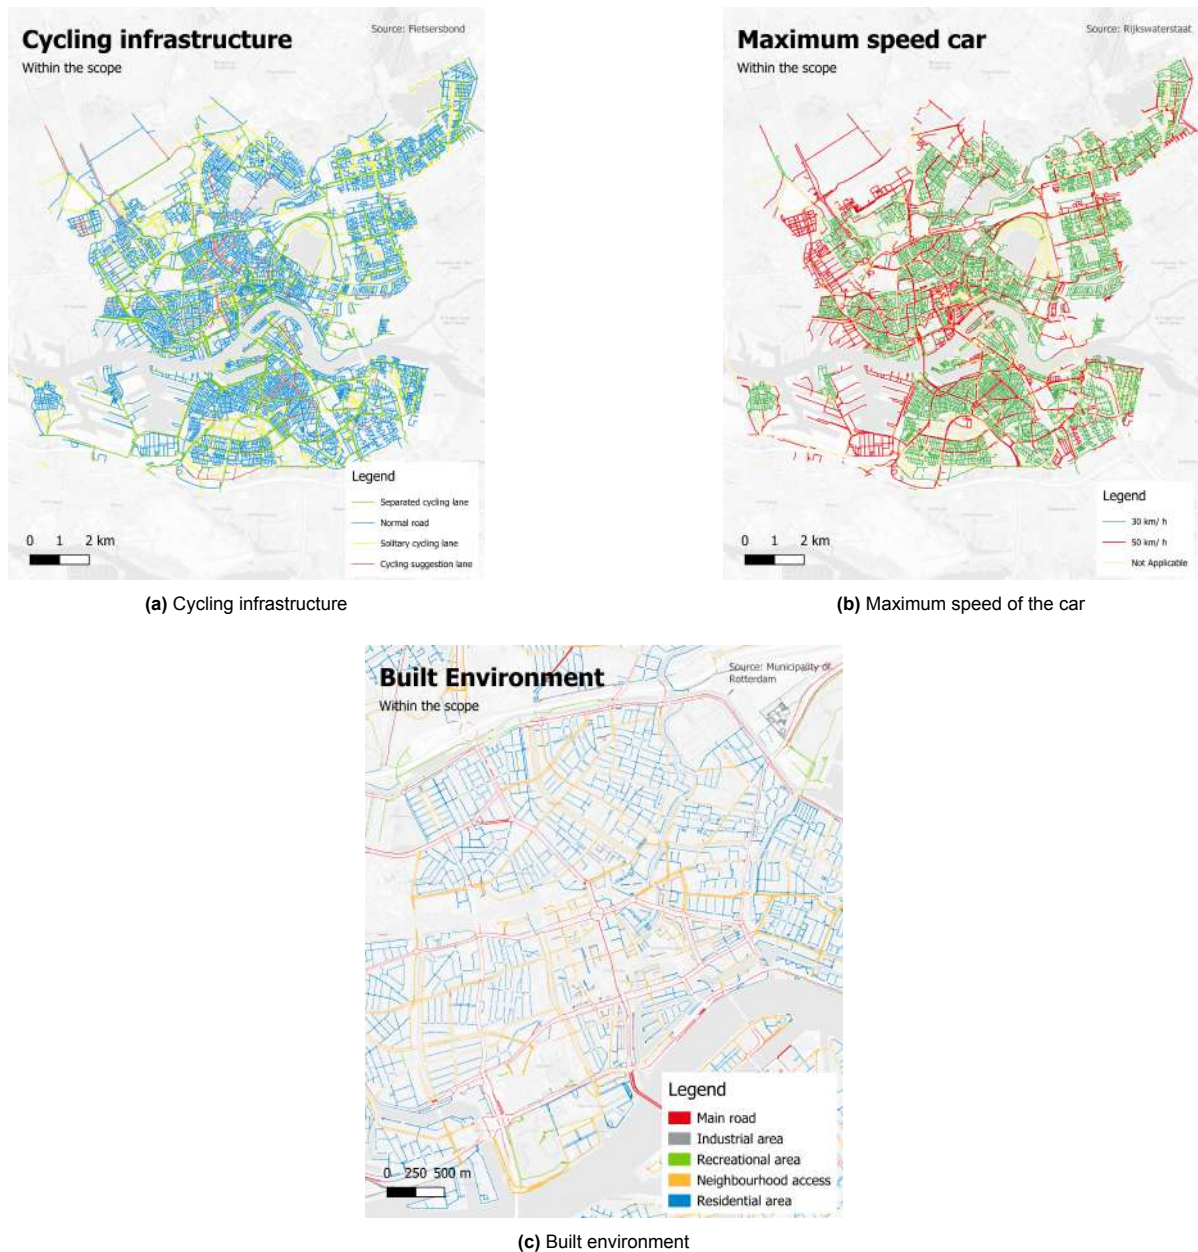 Cycling infrastructure
Source: Fietsersbond
Within the scope
Legend
Separated cycling lane
Normal road
Solitary cycling lane
Cycling suggestion lane
0 1 2 km
(a) Cycling infrastructure
Maximum speed car
Source: Rijkswaterstaat
Within the scope
Legend
30 km/ h
50 km/ h
Not Applicable
0 1 2 km
(b) Maximum speed of the car
Built Environment
Source: Municipality of
Rotterdam
Within the scope
Legend
Main road
Industrial area
Recreational area
Neighbourhood access
Residential area
0 250 500 m
(c) Built environment